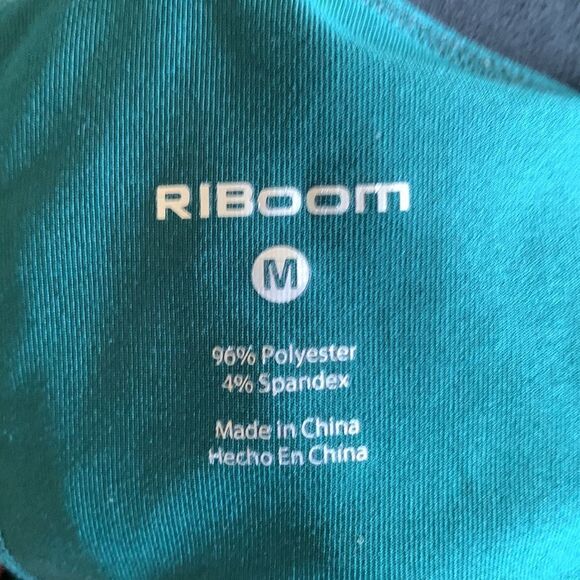 RIBOOM
M
96% Polyester
4% Spandex
Made in China
Hecho En China